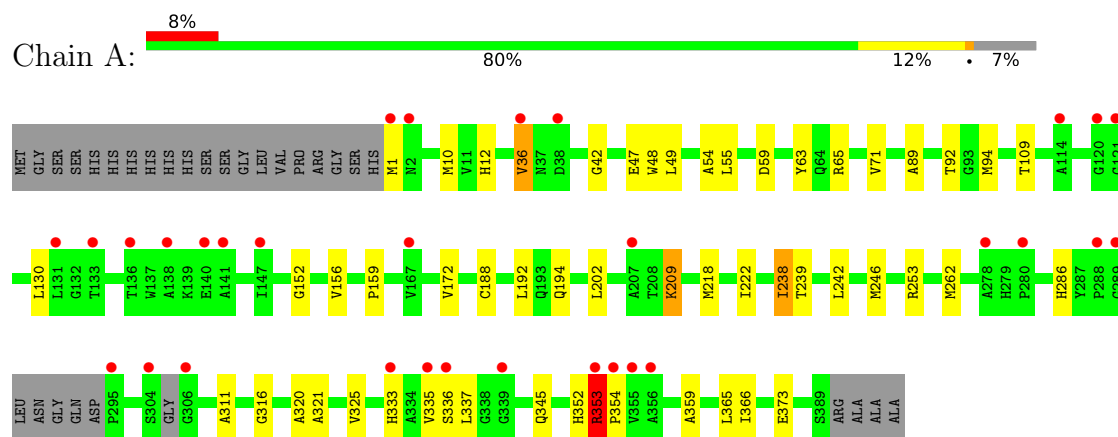 8%
Chain A:
80% 12% • 7%
MET GLY SER SER HIS HIS HIS HIS HIS HIS SER SER GLY LEU VAL PRO ARG GLY SER HIS M1 N2 M10 V11 H12 V36 N37 D38 G42 E47 W48 L49 A54 L55 D59 Y63 Q64 R65 V71 A89 T92 G93 M94 T109 A114 G120 G121
L130 L131 G132 T133 T136 W137 A138 K139 E140 A141 I147 G152 V156 P159 V167 V172 C188 L192 Q193 Q194 L202 A207 T208 K209 M218 I222 I238 T239 L242 M246 R253 M262 A278 H279 P280 H286 Y287 P288 G289
LEU ASN GLY GLN ASP P295 S304 GLY G306 A311 G316 A320 A321 V325 H333 A334 V335 S336 L337 G338 G339 Q345 H352 R353 P354 V355 A356 A359 L365 I366 E373 S389 ARG ALA ALA ALA